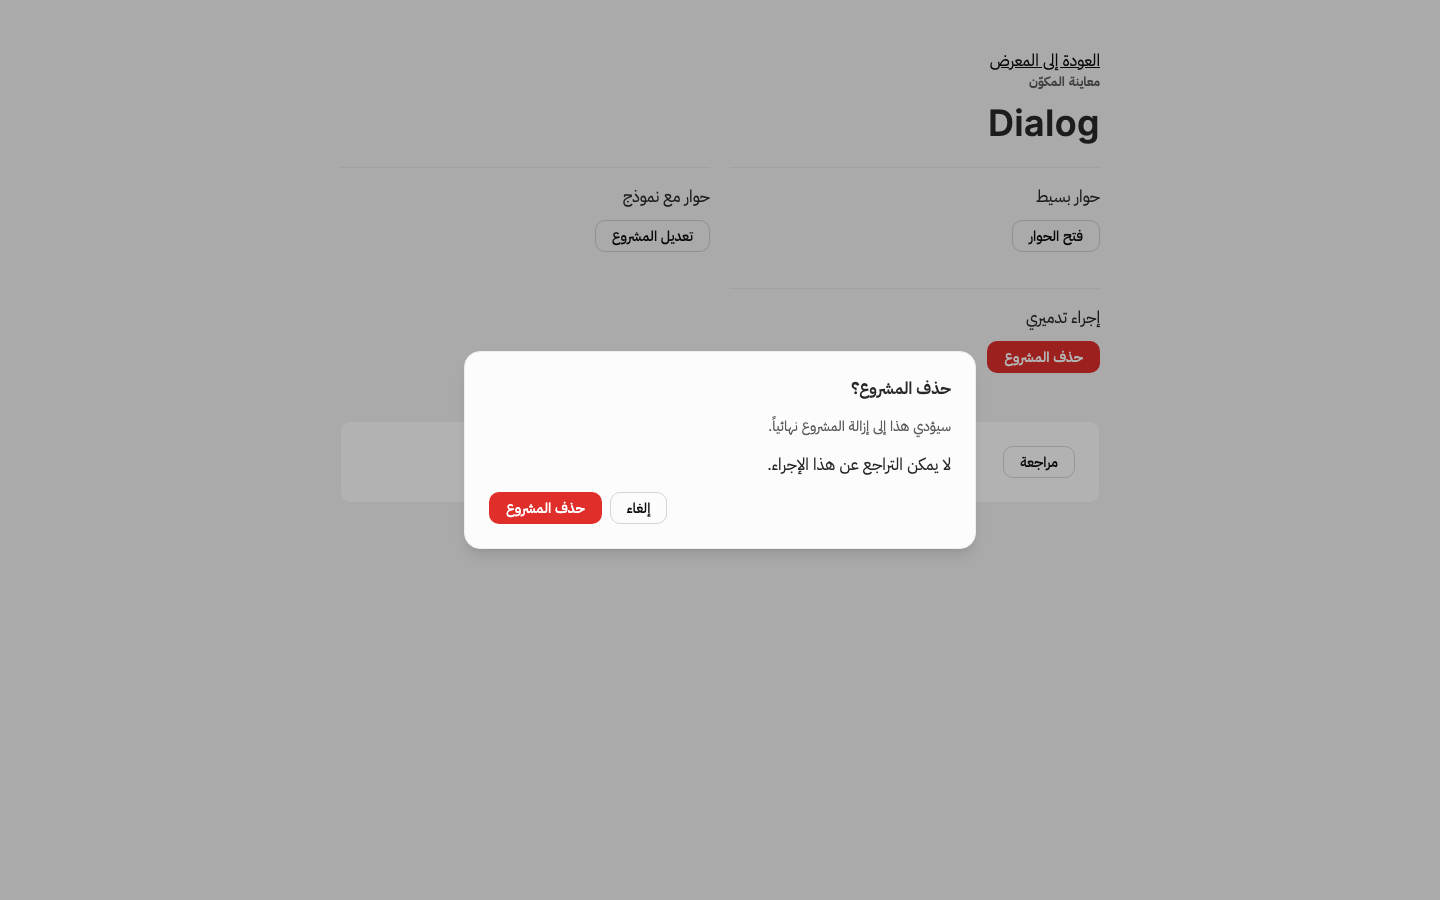 العودة إلى المعرض
معاينة المكوّن
Dialog
حوار بسيط
حوار مع نموذج
فتح الحوار
تعديل المشروع
إجراء تدميري
حذف المشروع
مراجعة
حذف المشروع؟
سيؤدي هذا إلى إزالة المشروع نهائياً.
لا يمكن التراجع عن هذا الإجراء.
إلغاء
حذف المشروع